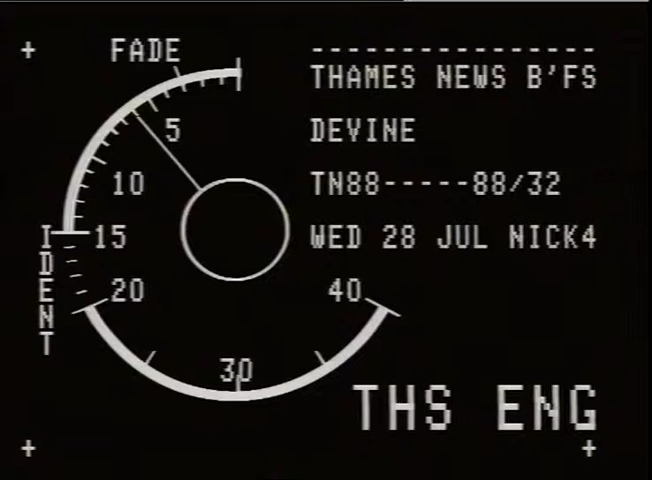 FADE
----------------
THAMES NEWS B'FS
5
DEVINE
10
TN88-----88/32
15
WED 28 JUL NICK4
IDENT
20
40
30
THS ENG